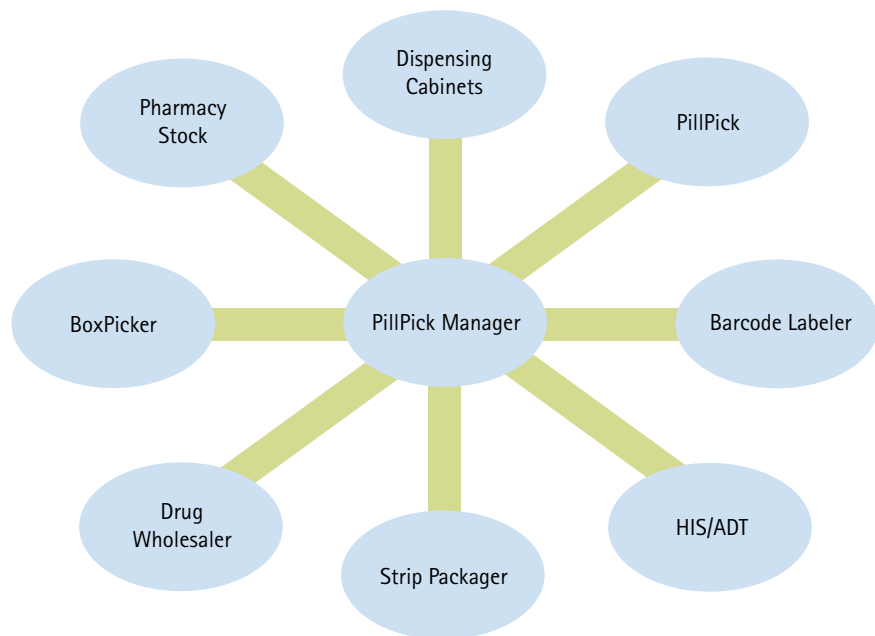 Dispensing
Cabinets
Pharmacy
Stock
PillPick
BoxPicker
PillPick Manager
Barcode Labeler
Drug
Wholesaler
Strip Packager
HIS/ADT